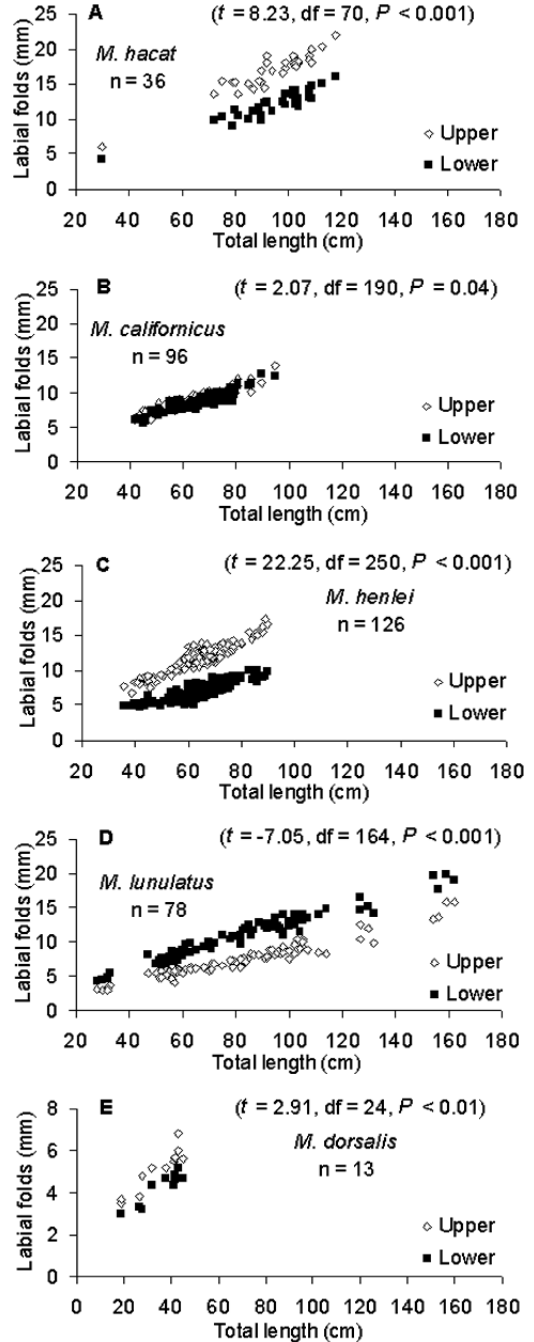 A
(t = 8.23, df = 70, P < 0.001)
M. hacat
n = 36
Labial folds (mm)
25
20
15
10
5
0
Upper
Lower
20 40 60 80 100 120 140 160 180
Total length (cm)
B
(t = 2.07, df = 190, P = 0.04)
M. californicus
n = 96
Labial folds (mm)
25
20
15
10
5
0
Upper
Lower
20 40 60 80 100 120 140 160 180
Total length (cm)
C
(t = 22.25, df = 250, P < 0.001)
M. henlei
n = 126
Labial folds (mm)
25
20
15
10
5
0
Upper
Lower
20 40 60 80 100 120 140 160 180
Total length (cm)
D
(t = -7.05, df = 164, P < 0.001)
M. lunulatus
n = 78
Labial folds (mm)
25
20
15
10
5
0
Upper
Lower
20 40 60 80 100 120 140 160 180
Total length (cm)
E
(t = 2.91, df = 24, P < 0.01)
M. dorsalis
n = 13
Labial folds (mm)
8
6
4
2
0
Upper
Lower
0 20 40 60 80 100 120 140 160 180
Total length (cm)